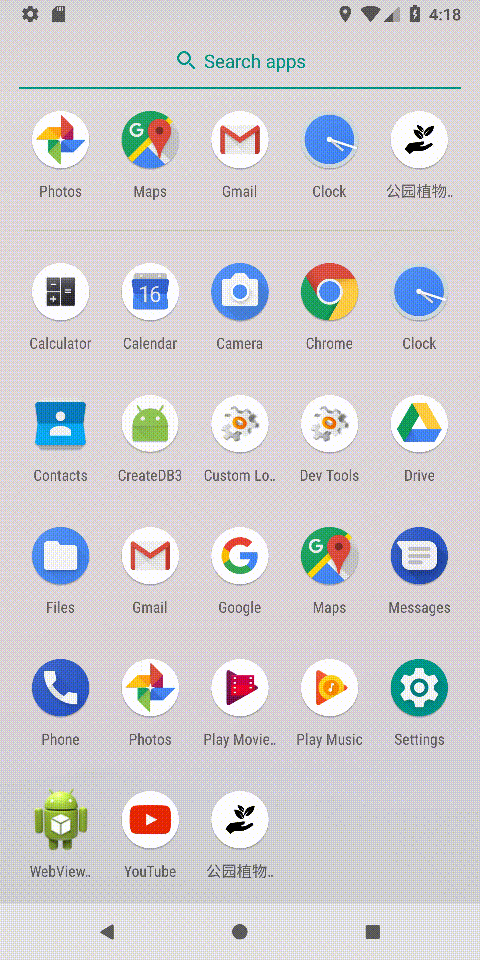 4:18
Search apps
Photos
Maps
Gmail
Clock
公园植物..
Calculator
Calendar
16
Camera
Chrome
Clock
Contacts
CreateDB3
Custom Lo..
Dev Tools
Drive
Files
Gmail
Google
Maps
Messages
Phone
Photos
Play Movie..
Play Music
Settings
WebView..
YouTube
公园植物..